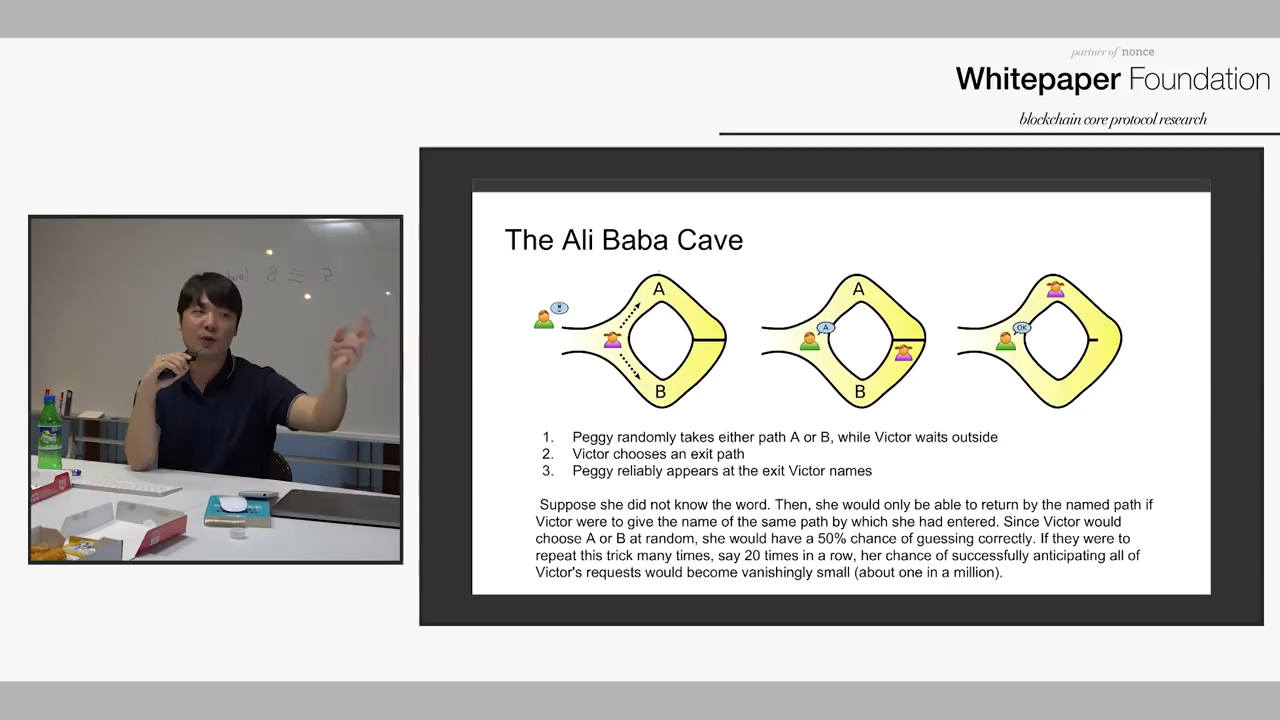 partner of nonce
Whitepaper Foundation
blockchain core protocol research
The Ali Baba Cave
A
B
A
A
B
OK
1. Peggy randomly takes either path A or B, while Victor waits outside
2. Victor chooses an exit path
3. Peggy reliably appears at the exit Victor names
Suppose she did not know the word. Then, she would only be able to return by the named path if
Victor were to give the name of the same path by which she had entered. Since Victor would
choose A or B at random, she would have a 50% chance of guessing correctly. If they were to
repeat this trick many times, say 20 times in a row, her chance of successfully anticipating all of
Victor's requests would become vanishingly small (about one in a million).